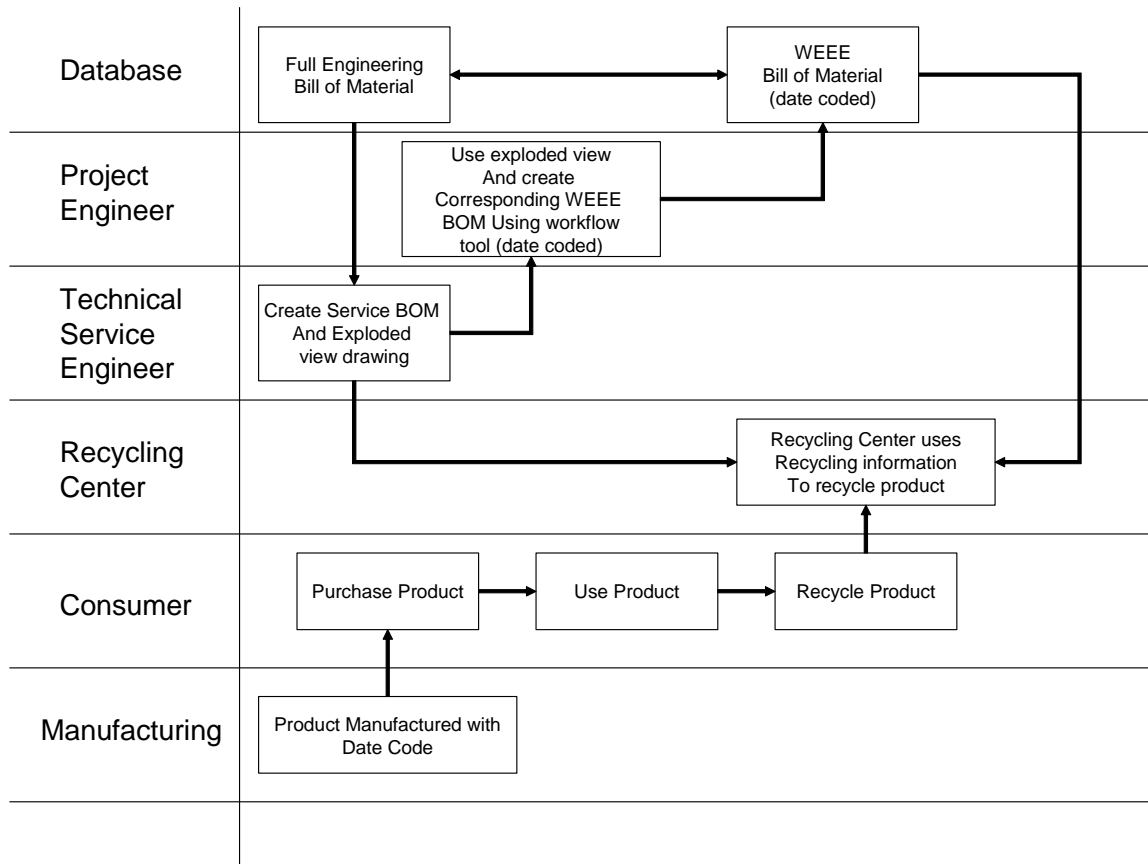 Database
Full Engineering
Bill of Material
WEEE
Bill of Material
(date coded)
Project
Engineer
Use exploded view
And create
Corresponding WEEE
BOM Using workflow
tool (date coded)
Technical
Service
Engineer
Create Service BOM
And Exploded
view drawing
Recycling
Center
Recycling Center uses
Recycling information
To recycle product
Consumer
Purchase Product
Use Product
Recycle Product
Manufacturing
Product Manufactured with
Date Code